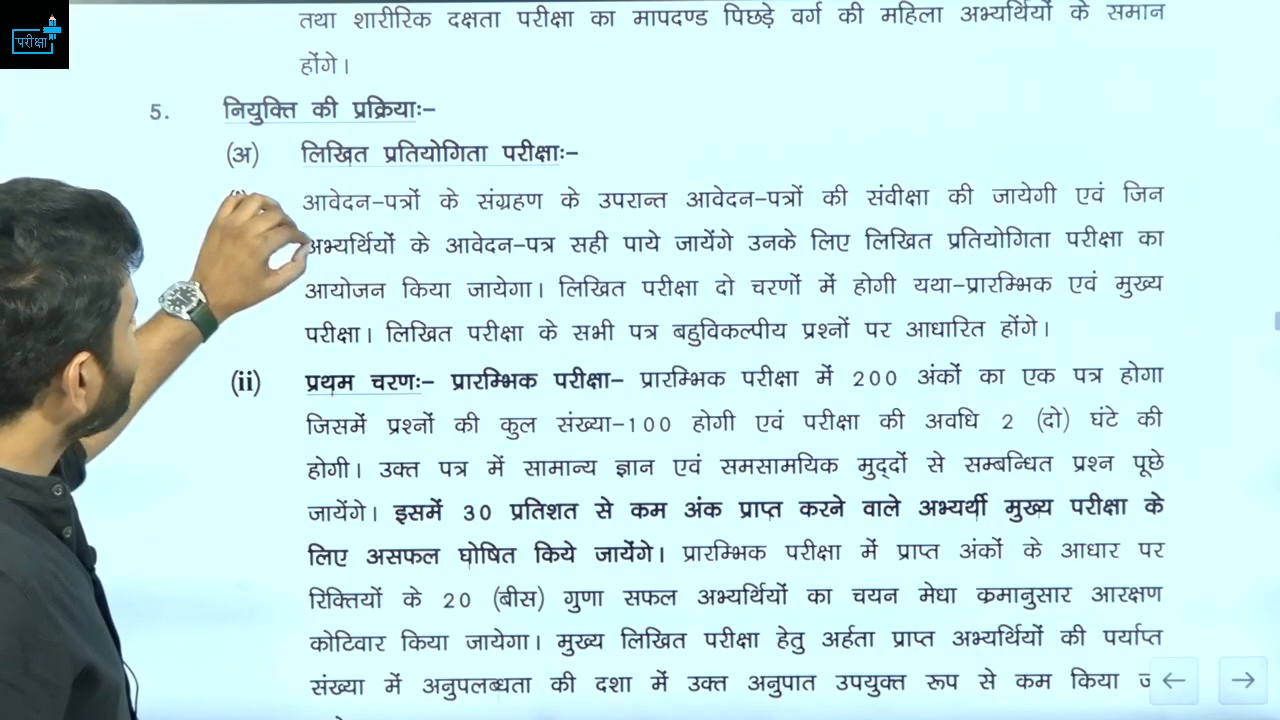 परीक्षा
तथा शारीरिक दक्षता परीक्षा का मापदण्ड पिछड़े वर्ग की महिला अभ्यर्थियों के समान
होंगे।
5. नियुक्ति की प्रक्रियाः–
(अ) लिखित प्रतियोगिता परीक्षाः–
आवेदन–पत्रों के संग्रहण के उपरान्त आवेदन–पत्रों की संवीक्षा की जायेगी एवं जिन
अभ्यर्थियों के आवेदन–पत्र सही पाये जायेंगे उनके लिए लिखित प्रतियोगिता परीक्षा का
आयोजन किया जायेगा। लिखित परीक्षा दो चरणों में होगी यथा–प्रारम्भिक एवं मुख्य
परीक्षा। लिखित परीक्षा के सभी पत्र बहुविकल्पीय प्रश्नों पर आधारित होंगे।
(ii) प्रथम चरणः– प्रारम्भिक परीक्षा– प्रारम्भिक परीक्षा में 200 अंकों का एक पत्र होगा
जिसमें प्रश्नों की कुल संख्या–100 होगी एवं परीक्षा की अवधि 2 (दो) घंटे की
होगी। उक्त पत्र में सामान्य ज्ञान एवं समसामयिक मुद्दों से सम्बन्धित प्रश्न पूछे
जायेंगे। इसमें 30 प्रतिशत से कम अंक प्राप्त करने वाले अभ्यर्थी मुख्य परीक्षा के
लिए असफल घोषित किये जायेंगे। प्रारम्भिक परीक्षा में प्राप्त अंकों के आधार पर
रिक्तियों के 20 (बीस) गुणा सफल अभ्यर्थियों का चयन मेधा क्रमानुसार आरक्षण
कोटिवार किया जायेगा। मुख्य लिखित परीक्षा हेतु अर्हता प्राप्त अभ्यर्थियों की पर्याप्त
संख्या में अनुपलब्धता की दशा में उक्त अनुपात उपयुक्त रूप से कम किया